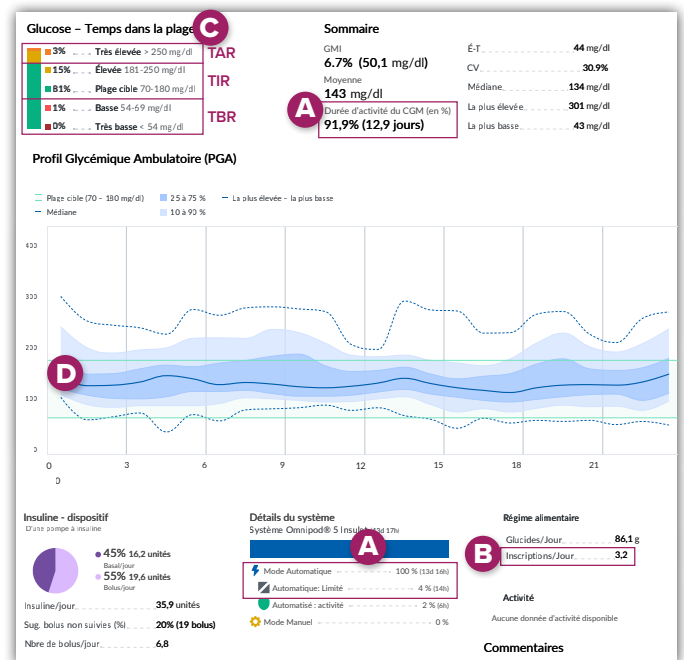 Glucose – Temps dans la plage
C
3% Très élevée > 250 mg/dl
TAR
15% Élevée 181-250 mg/dl
81% Plage cible 70-180 mg/dl
TIR
1% Basse 54-69 mg/dl
0% Très basse < 54 mg/dl
TBR
Sommaire
GMI
6.7% (50,1 mg/dl)
Moyenne
143 mg/dl
A
Durée d'activité du CGM (en %)
91,9% (12,9 jours)
É-T 44 mg/dl
CV 30.9%
Médiane 134 mg/dl
La plus élevée 301 mg/dl
La plus basse 43 mg/dl
Profil Glycémique Ambulatoire (PGA)
Plage cible (70 – 180 mg/dl) 25 à 75 % La plus élevée – la plus basse
Médiane 10 à 90 %
400
300
200
D
100
0
0 3 6 9 12 15 18 21
0
Insuline - dispositif
D'une pompe à insuline
45% 16,2 unités
Basal/jour
55% 19,6 unités
Bolus/jour
Insuline/jour 35,9 unités
Sug. bolus non suivies (%) 20% (19 bolus)
Nbre de bolus/jour 6,8
Détails du système
Système Omnipod® 5 Insulet (13d 17h)
A
Mode Automatique 100 % (13d 16h)
Automatique: Limité 4 % (14h)
Automatisé : activité 2 % (6h)
Mode Manuel 0 %
Régime alimentaire
Glucides/Jour 86,1 g
B
Inscriptions/Jour 3,2
Activité
Aucune donnée d'activité disponible
Commentaires